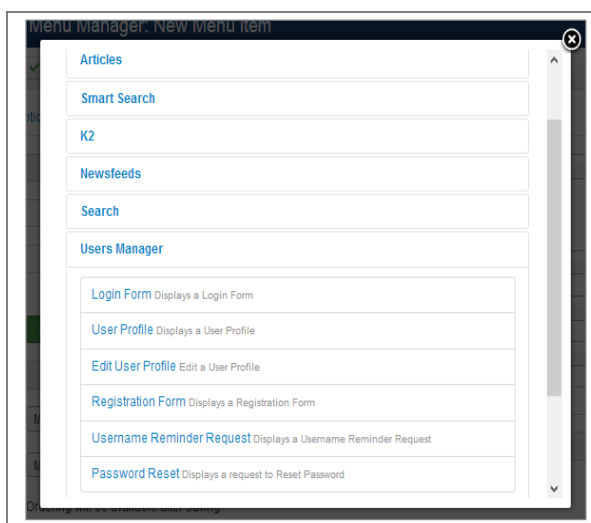 Menu Manager: New Menu Item
Articles
Smart Search
K2
Newsfeeds
Search
Users Manager
Login Form Displays a Login Form
User Profile Displays a User Profile
Edit User Profile Edit a User Profile
Registration Form Displays a Registration Form
Username Reminder Request Displays a Username Reminder Request
Password Reset Displays a request to Reset Password
Ordering will be available after saving